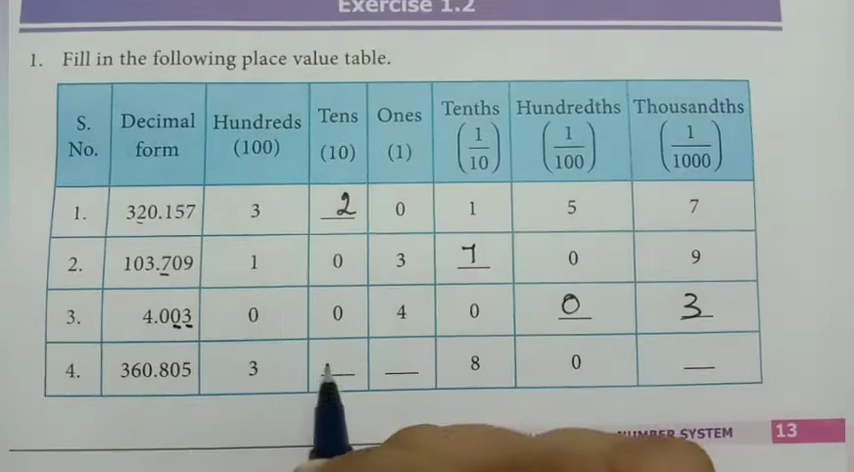 Exercise 1.2
1. Fill in the following place value table.
S. No. Decimal form Hundreds (100) Tens (10) Ones (1) Tenths (1/10) Hundredths (1/100) Thousandths (1/1000)
1. 320.157 3 2 0 1 5 7
2. 103.709 1 0 3 7 0 9
3. 4.003 0 0 4 0 0 3
4. 360.805 3 __ __ 8 0 __
NUMBER SYSTEM 13